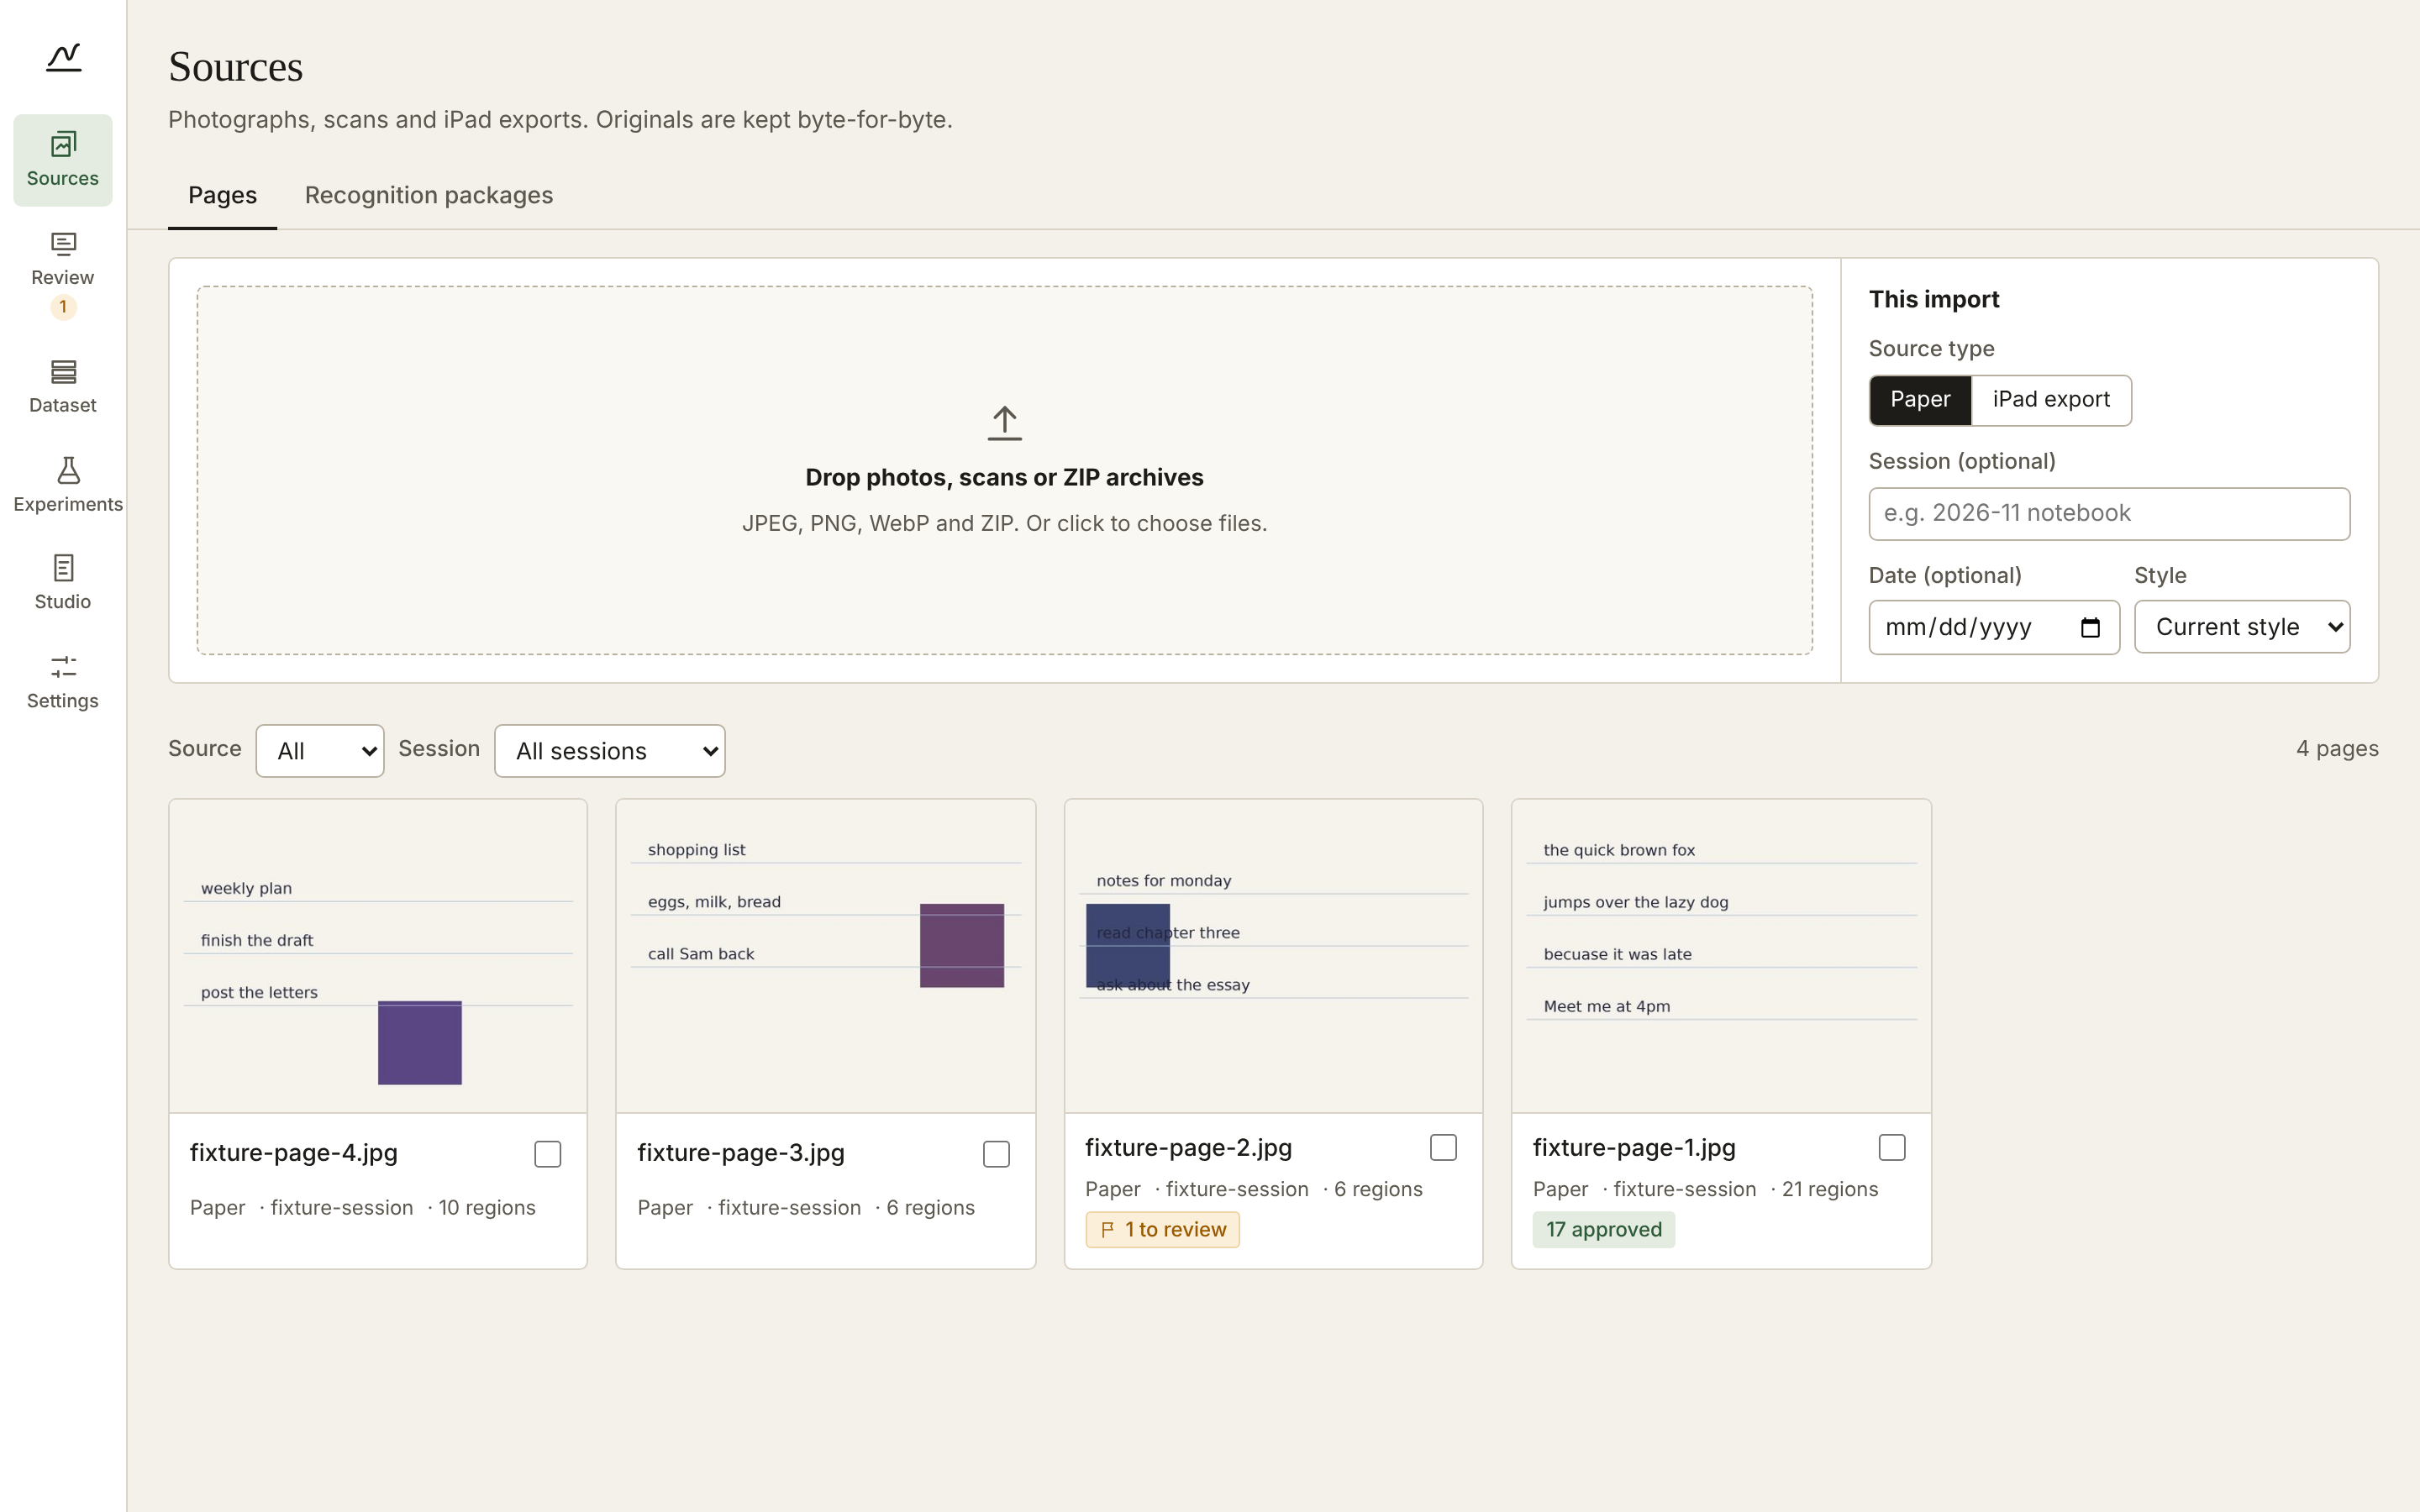 Sources
Photographs, scans and iPad exports. Originals are kept byte-for-byte.
Pages
Recognition packages
Sources
Review
1
Dataset
Experiments
Studio
Settings
Drop photos, scans or ZIP archives
JPEG, PNG, WebP and ZIP. Or click to choose files.
This import
Source type
Paper
iPad export
Session (optional)
e.g. 2026-11 notebook
Date (optional)
Style
mm/dd/yyyy
Current style
Source
All
Session
All sessions
4 pages
weekly plan
finish the draft
post the letters
fixture-page-4.jpg
Paper · fixture-session · 10 regions
shopping list
eggs, milk, bread
call Sam back
fixture-page-3.jpg
Paper · fixture-session · 6 regions
notes for monday
read chapter three
ask about the essay
fixture-page-2.jpg
Paper · fixture-session · 6 regions
1 to review
the quick brown fox
jumps over the lazy dog
becuase it was late
Meet me at 4pm
fixture-page-1.jpg
Paper · fixture-session · 21 regions
17 approved